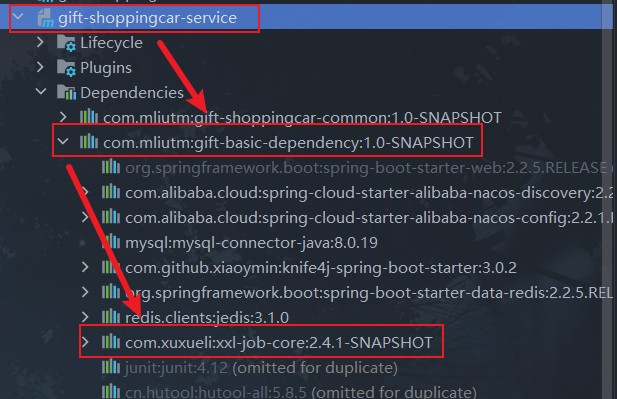 gift-shoppingcar-service
Lifecycle
Plugins
Dependencies
com.mliutm:gift-shoppingcar-common:1.0-SNAPSHOT
com.mliutm:gift-basic-dependency:1.0-SNAPSHOT
org.springframework.boot:spring-boot-starter-web:2.2.5.RELEASE
com.alibaba.cloud:spring-cloud-starter-alibaba-nacos-discovery:2.2
com.alibaba.cloud:spring-cloud-starter-alibaba-nacos-config:2.2.1.
mysql:mysql-connector-java:8.0.19
com.github.xiaoymin:knife4j-spring-boot-starter:3.0.2
org.springframework.boot:spring-boot-starter-data-redis:2.2.5.REL
redis.clients:jedis:3.1.0
com.xuxueli:xxl-job-core:2.4.1-SNAPSHOT
junit:junit:4.12 (omitted for duplicate)
cn.hutool:hutool-all:5.8.5 (omitted for duplicate)